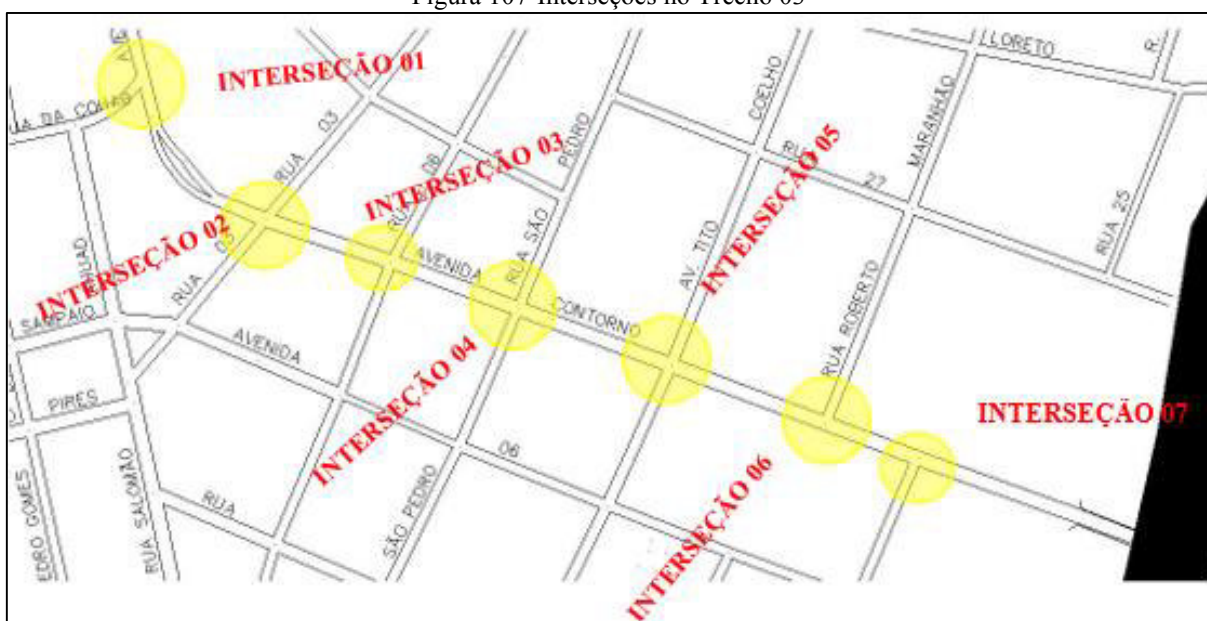 Figura 107-Interseções no Trecho 03
INTERSEÇÃO 01
LORETO
R.
COELHO
RUA 03
INTERSEÇÃO 03
PEDRO
INTERSEÇÃO 05
MARANHÃO
27
RUA 25
INTERSEÇÃO 02
RUA 03
AVENIDA
RUA SÃO
AV. TITO
CONTORNO
SAMPAIO
AVENIDA
INTERSEÇÃO 04
RUA ROBERTO
PIRES
INTERSEÇÃO 07
06
RUA
RUA SALOMÃO
SÃO PEDRO
INTERSEÇÃO 06
GOMES